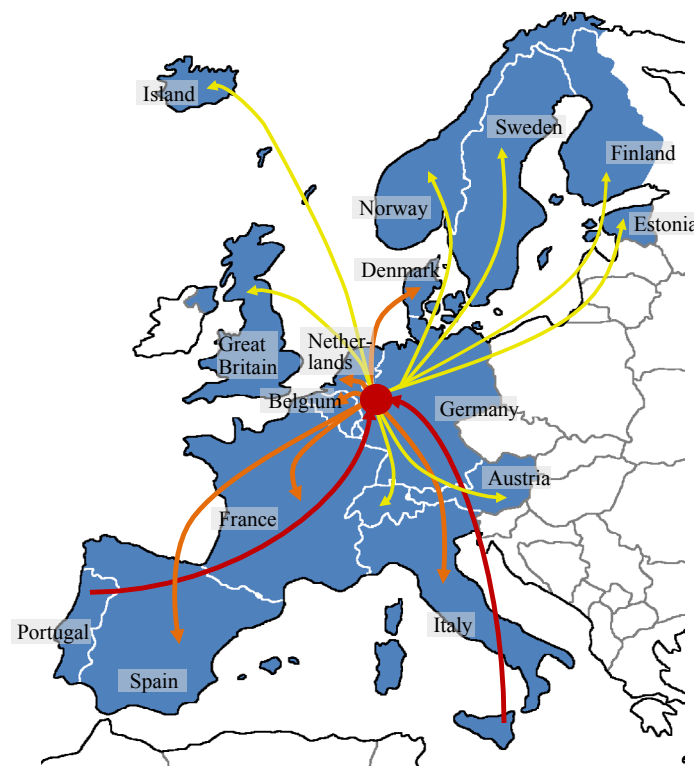 Island
Sweden
Finland
Norway
Estonia
Denmark
Great
Britain
Nether-
lands
Belgium
Germany
Austria
France
Italy
Portugal
Spain